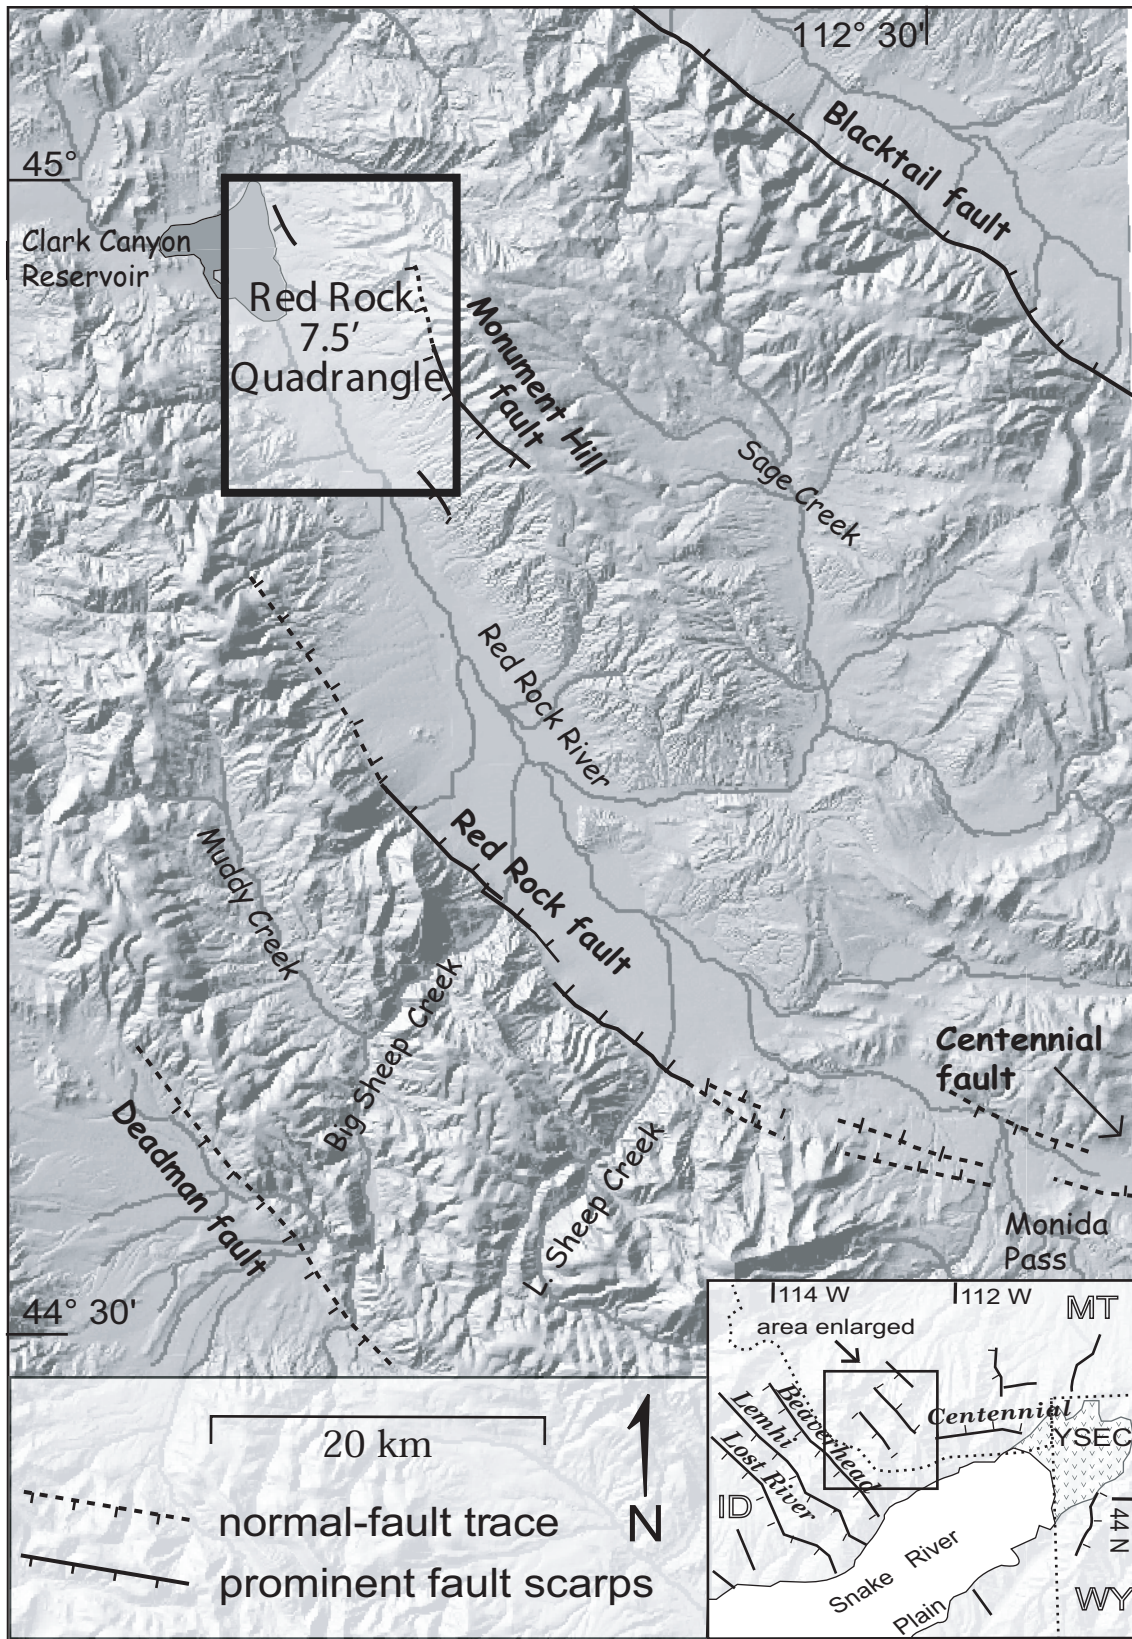 112° 30'
Blacktail fault
45°
Clark Canyon
Reservoir
Red Rock
7.5'
Quadrangle
Monument Hill
fault
Sage Creek
Red Rock River
Red Rock fault
Muddy Creek
Big Sheep Creek
L. Sheep Creek
Deadman fault
Centennial
fault
Monida
Pass
44° 30'
20 km
N
normal-fault trace
prominent fault scarps
114 W
112 W
MT
area enlarged
Beaverhead
Lemhi
Lost River
Centennial
YSEC
ID
44 N
Snake River
Plain
WY